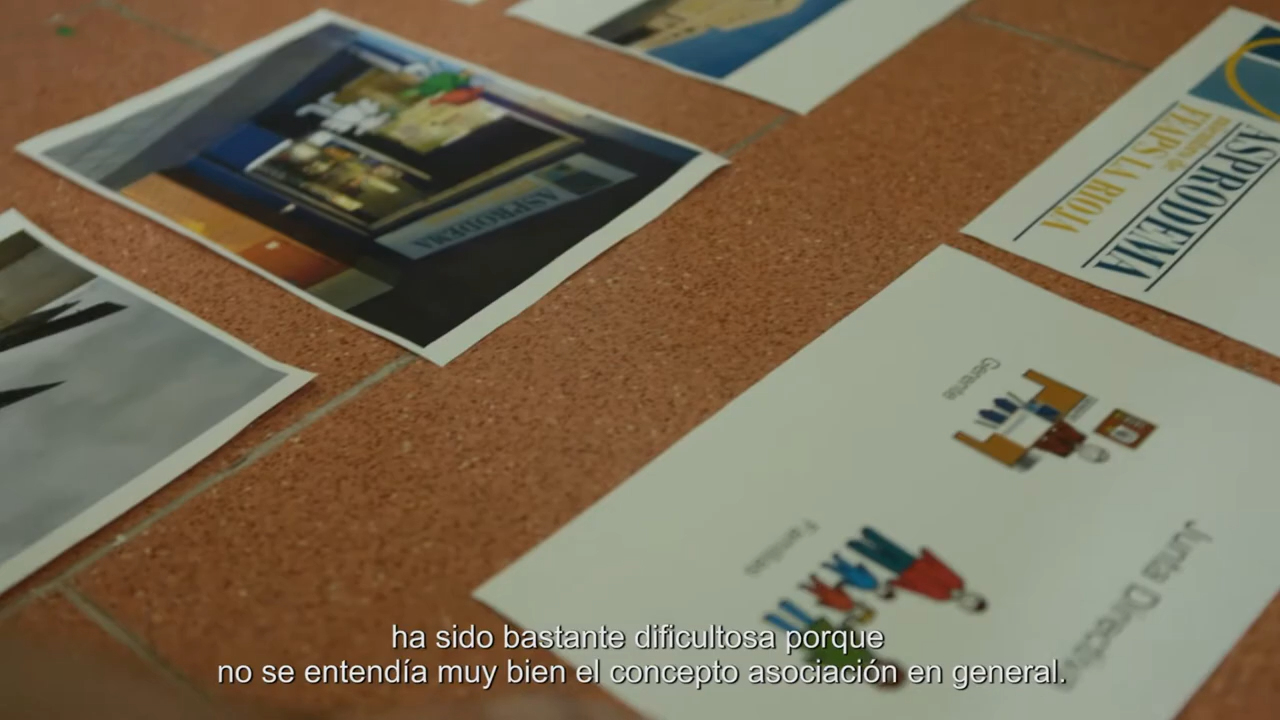 ASPRODEMA
ASPRODEMA
FEAPS LA RIOJA
Gerente
Familias
Junta Directiva
ha sido bastante dificultosa porque
no se entendía muy bien el concepto asociación en general.